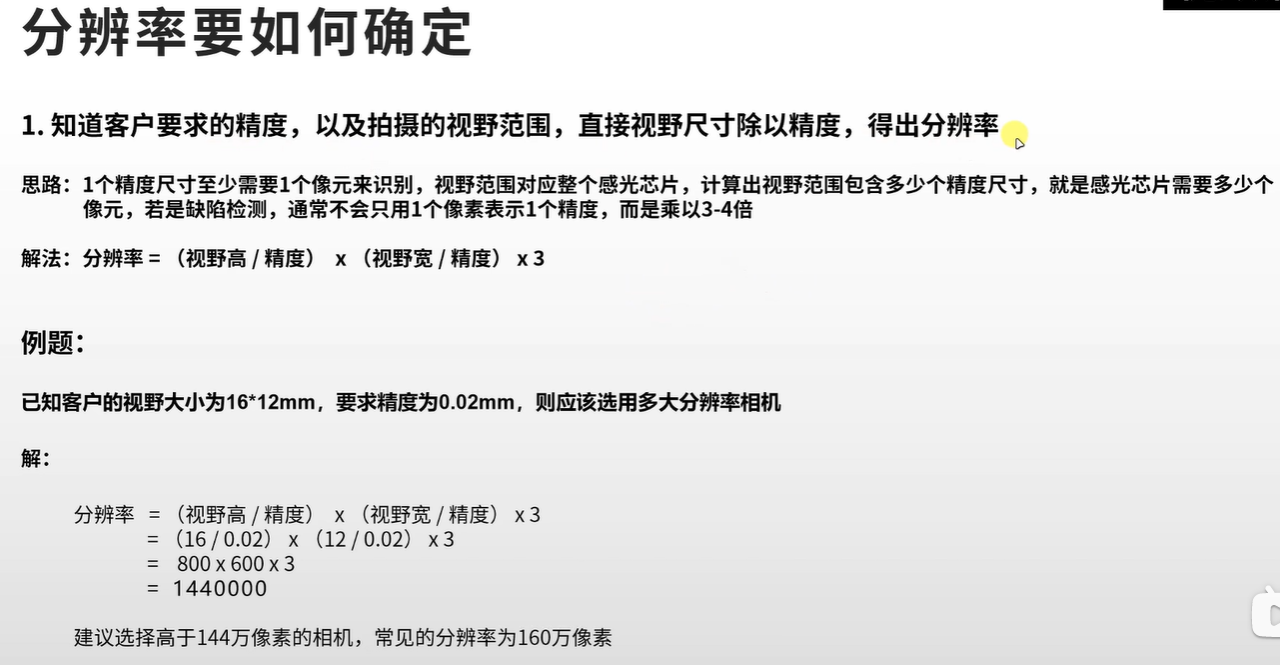 分辨率要如何确定
1. 知道客户要求的精度，以及拍摄的视野范围，直接视野尺寸除以精度，得出分辨率
思路：1个精度尺寸至少需要1个像元来识别，视野范围对应整个感光芯片，计算出视野范围包含多少个精度尺寸，就是感光芯片需要多少个
像元，若是缺陷检测，通常不会只用1个像素表示1个精度，而是乘以3-4倍
解法：分辨率 = （视野高 / 精度） x （视野宽 / 精度） x 3
例题：
已知客户的视野大小为16*12mm，要求精度为0.02mm，则应该选用多大分辨率相机
解：
分辨率 = （视野高 / 精度） x （视野宽 / 精度） x 3
= （16 / 0.02） x （12 / 0.02） x 3
= 800 x 600 x 3
= 1440000
建议选择高于144万像素的相机，常见的分辨率为160万像素